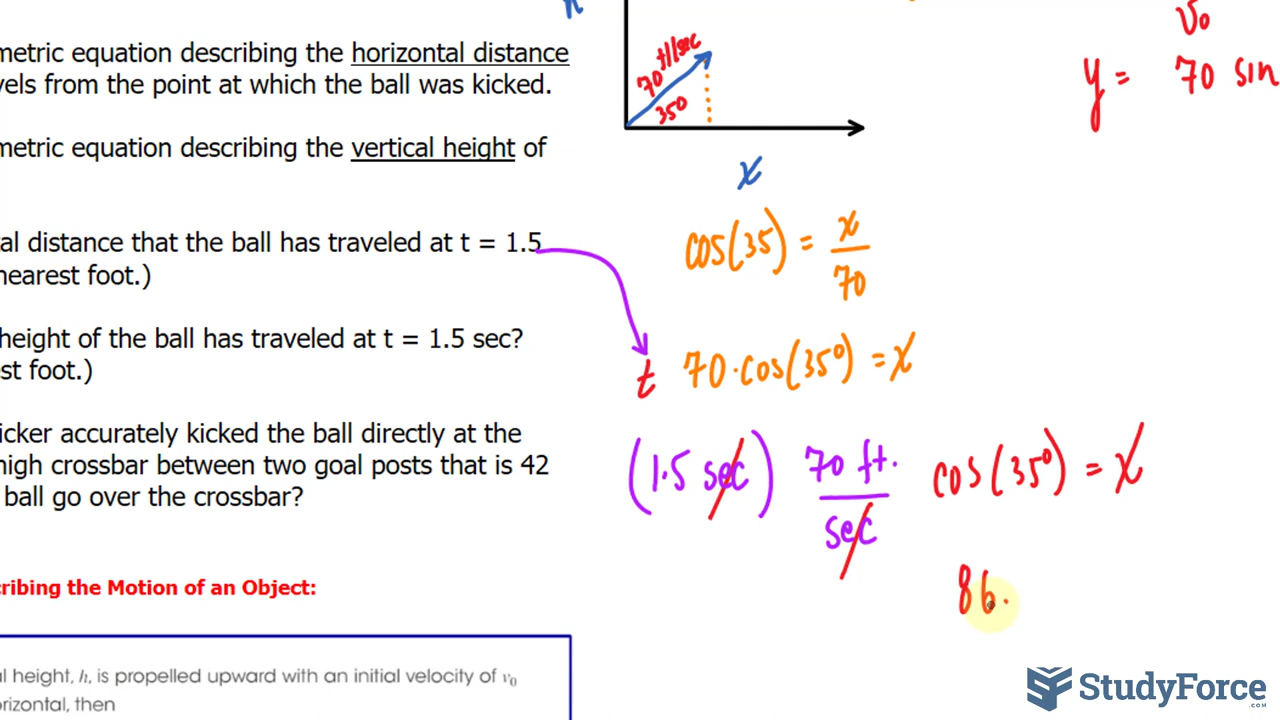 h
metric equation describing the horizontal distance
vels from the point at which the ball was kicked.
metric equation describing the vertical height of
al distance that the ball has traveled at t = 1.5
nearest foot.)
height of the ball has traveled at t = 1.5 sec?
st foot.)
icker accurately kicked the ball directly at the
high crossbar between two goal posts that is 42
ball go over the crossbar?
cribing the Motion of an Object:
al height, h, is propelled upward with an initial velocity of v₀
orizontal, then
70 ft/sec
35°
x
v₀
y = 70 sin
cos(35) = x/70
t 70·cos(35°) = x
(1.5 sec) 70 ft./sec cos(35°) = x
86.
StudyForce
.COM